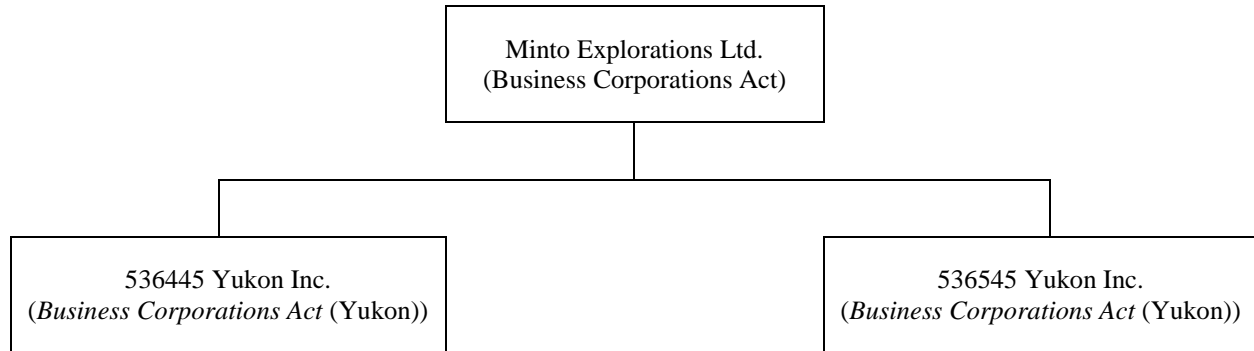 Minto Explorations Ltd.
(Business Corporations Act)
536445 Yukon Inc.
(Business Corporations Act (Yukon))
536545 Yukon Inc.
(Business Corporations Act (Yukon))